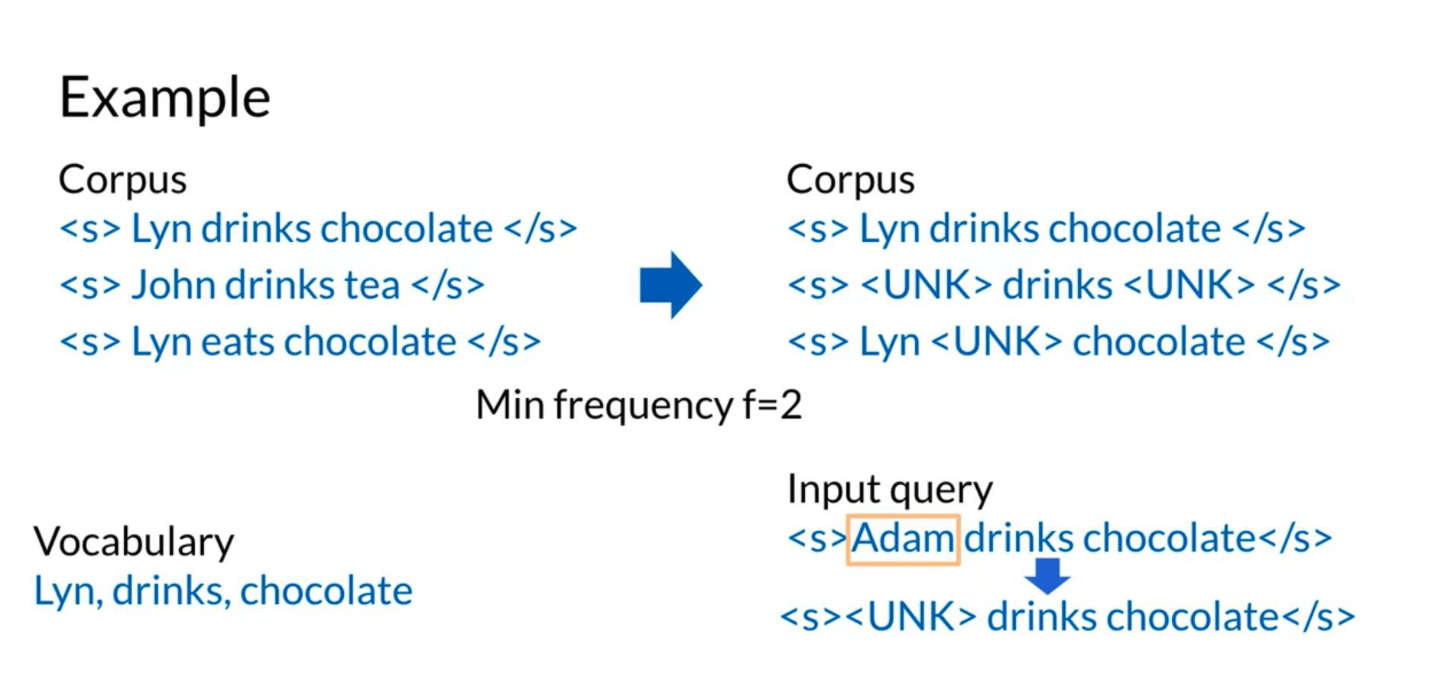 Example
Corpus
<s> Lyn drinks chocolate </s>
<s> John drinks tea </s>
<s> Lyn eats chocolate </s>
Corpus
<s> Lyn drinks chocolate </s>
<s> <UNK> drinks <UNK> </s>
<s> Lyn <UNK> chocolate </s>
Min frequency f=2
Vocabulary
Lyn, drinks, chocolate
Input query
<s>Adam drinks chocolate</s>
<s><UNK> drinks chocolate</s>